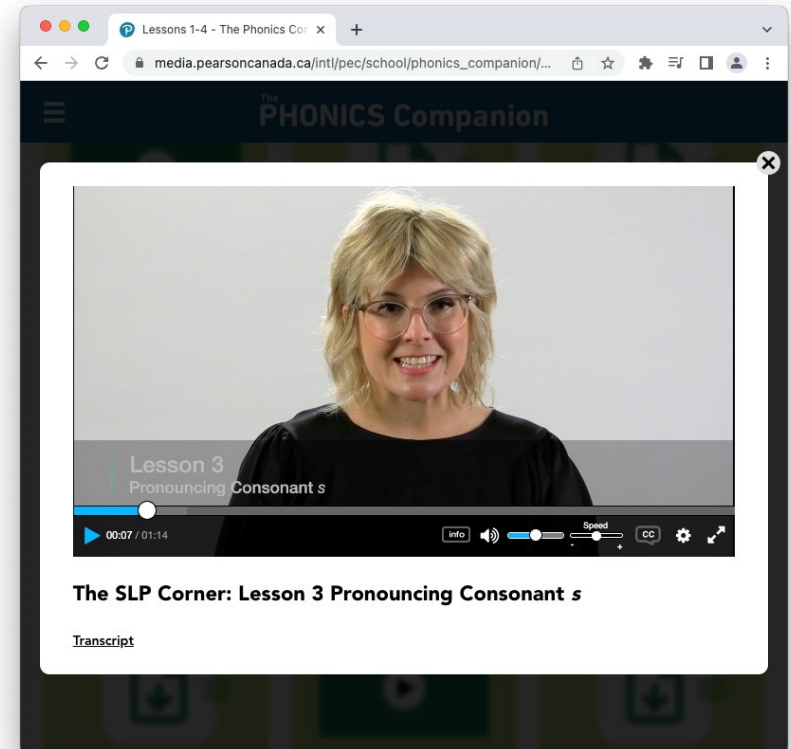 Lessons 1-4 - The Phonics Con
media.pearsoncanada.ca/intl/pec/school/phonics_companion/...
The
PHONICS Companion
Lesson 3
Pronouncing Consonant s
00:07 / 01:14
info
Speed
- +
CC
The SLP Corner: Lesson 3 Pronouncing Consonant s
Transcript